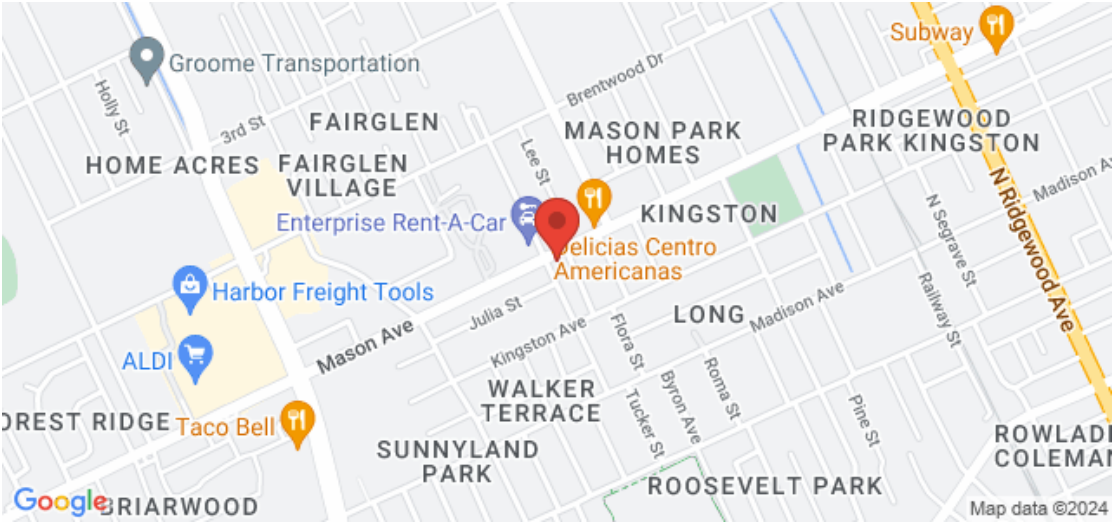 Subway
Groome Transportation
Brentwood Dr
Holly St
3rd St
FAIRGLEN
MASON PARK
HOMES
RIDGEWOOD
PARK KINGSTON
HOME ACRES
FAIRGLEN
VILLAGE
Lee St
N Ridgewood Ave
Madison Av
Enterprise Rent-A-Car
KINGSTON
N Segrave St
elicias Centro
Americanas
Harbor Freight Tools
Julia St
LONG
Madison Ave
Railway St
Mason Ave
Kingston Ave
Flora St
ALDI
Roma St
WALKER
TERRACE
Byron Ave
Tucker St
Pine St
OREST RIDGE
Taco Bell
SUNNYLAND
PARK
ROWLAD
COLEMAN
ROOSEVELT PARK
Google
BRIARWOOD
Map data ©2024